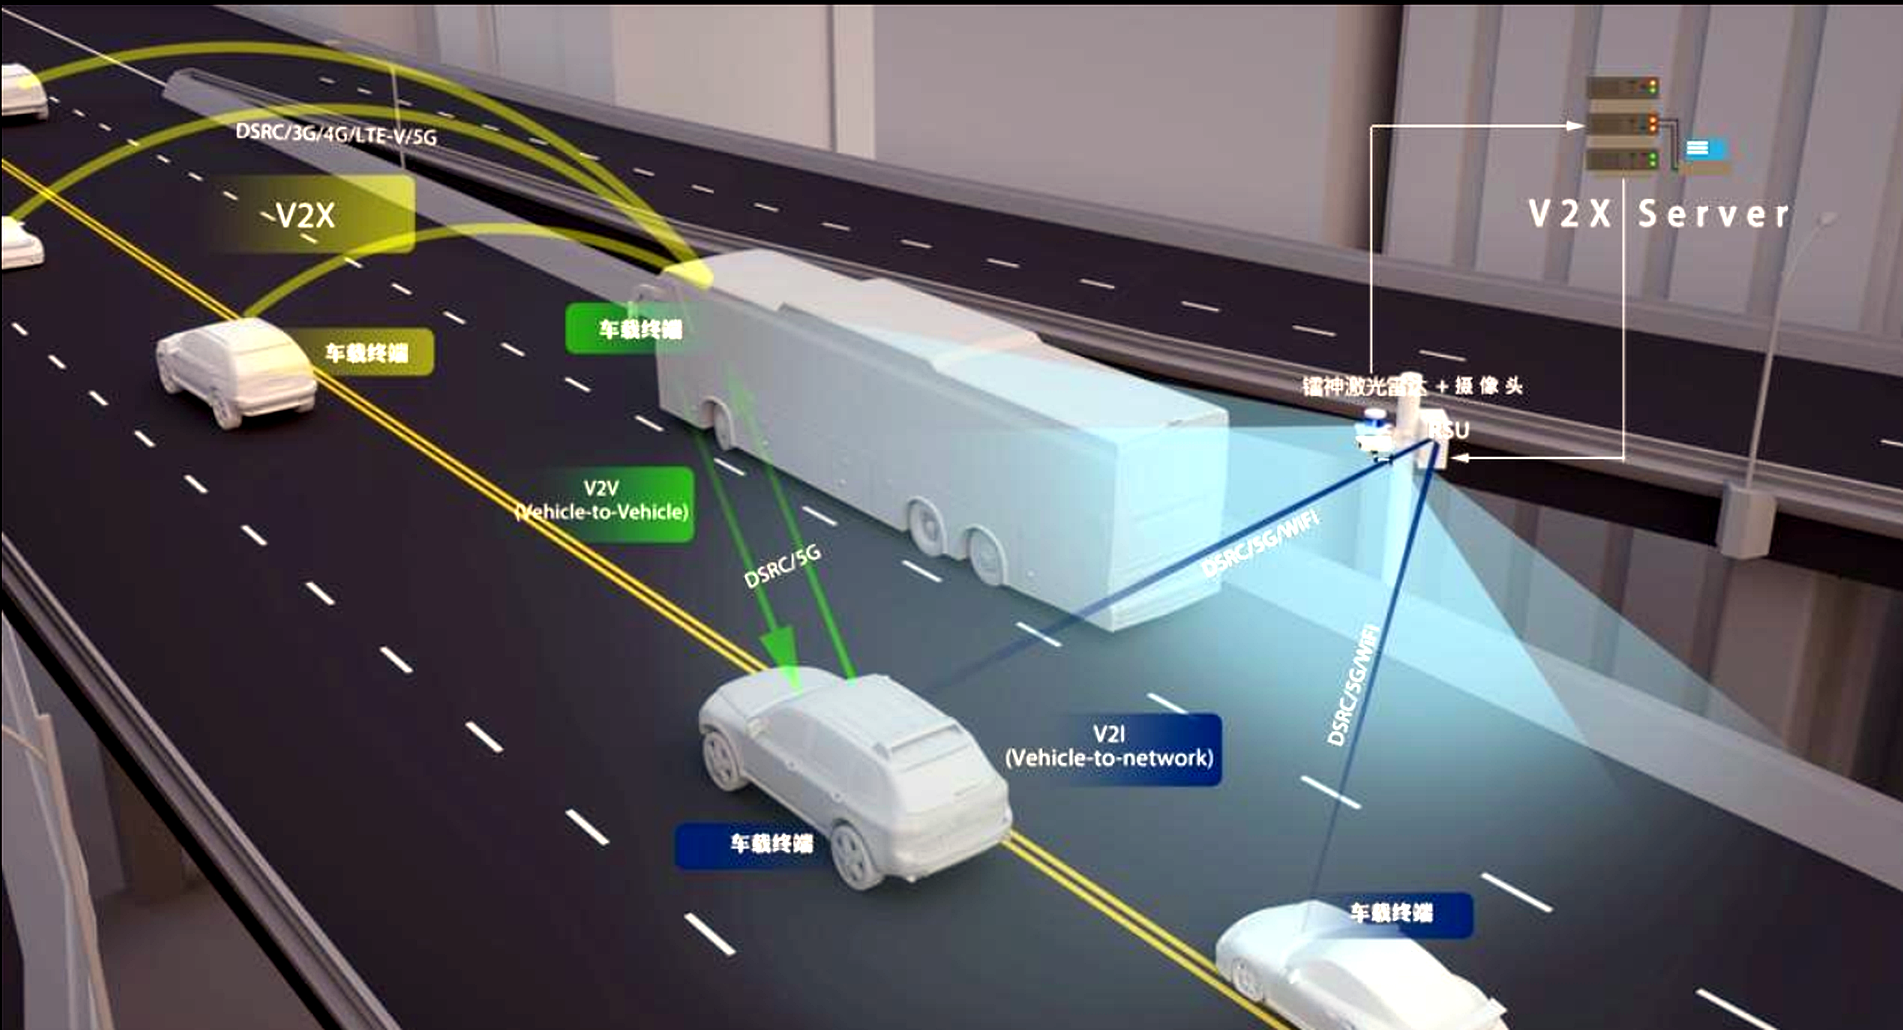 DSRC/3G/4G/LTE-V/5G
V2X
V2X Server
车载终端
车载终端
镭神激光雷达 + 摄像头
RSU
V2V
(Vehicle-to-Vehicle)
DSRC/5G
DSRC/5G/WIFI
DSRC/5G/WIFI
V2I
(Vehicle-to-network)
车载终端
车载终端